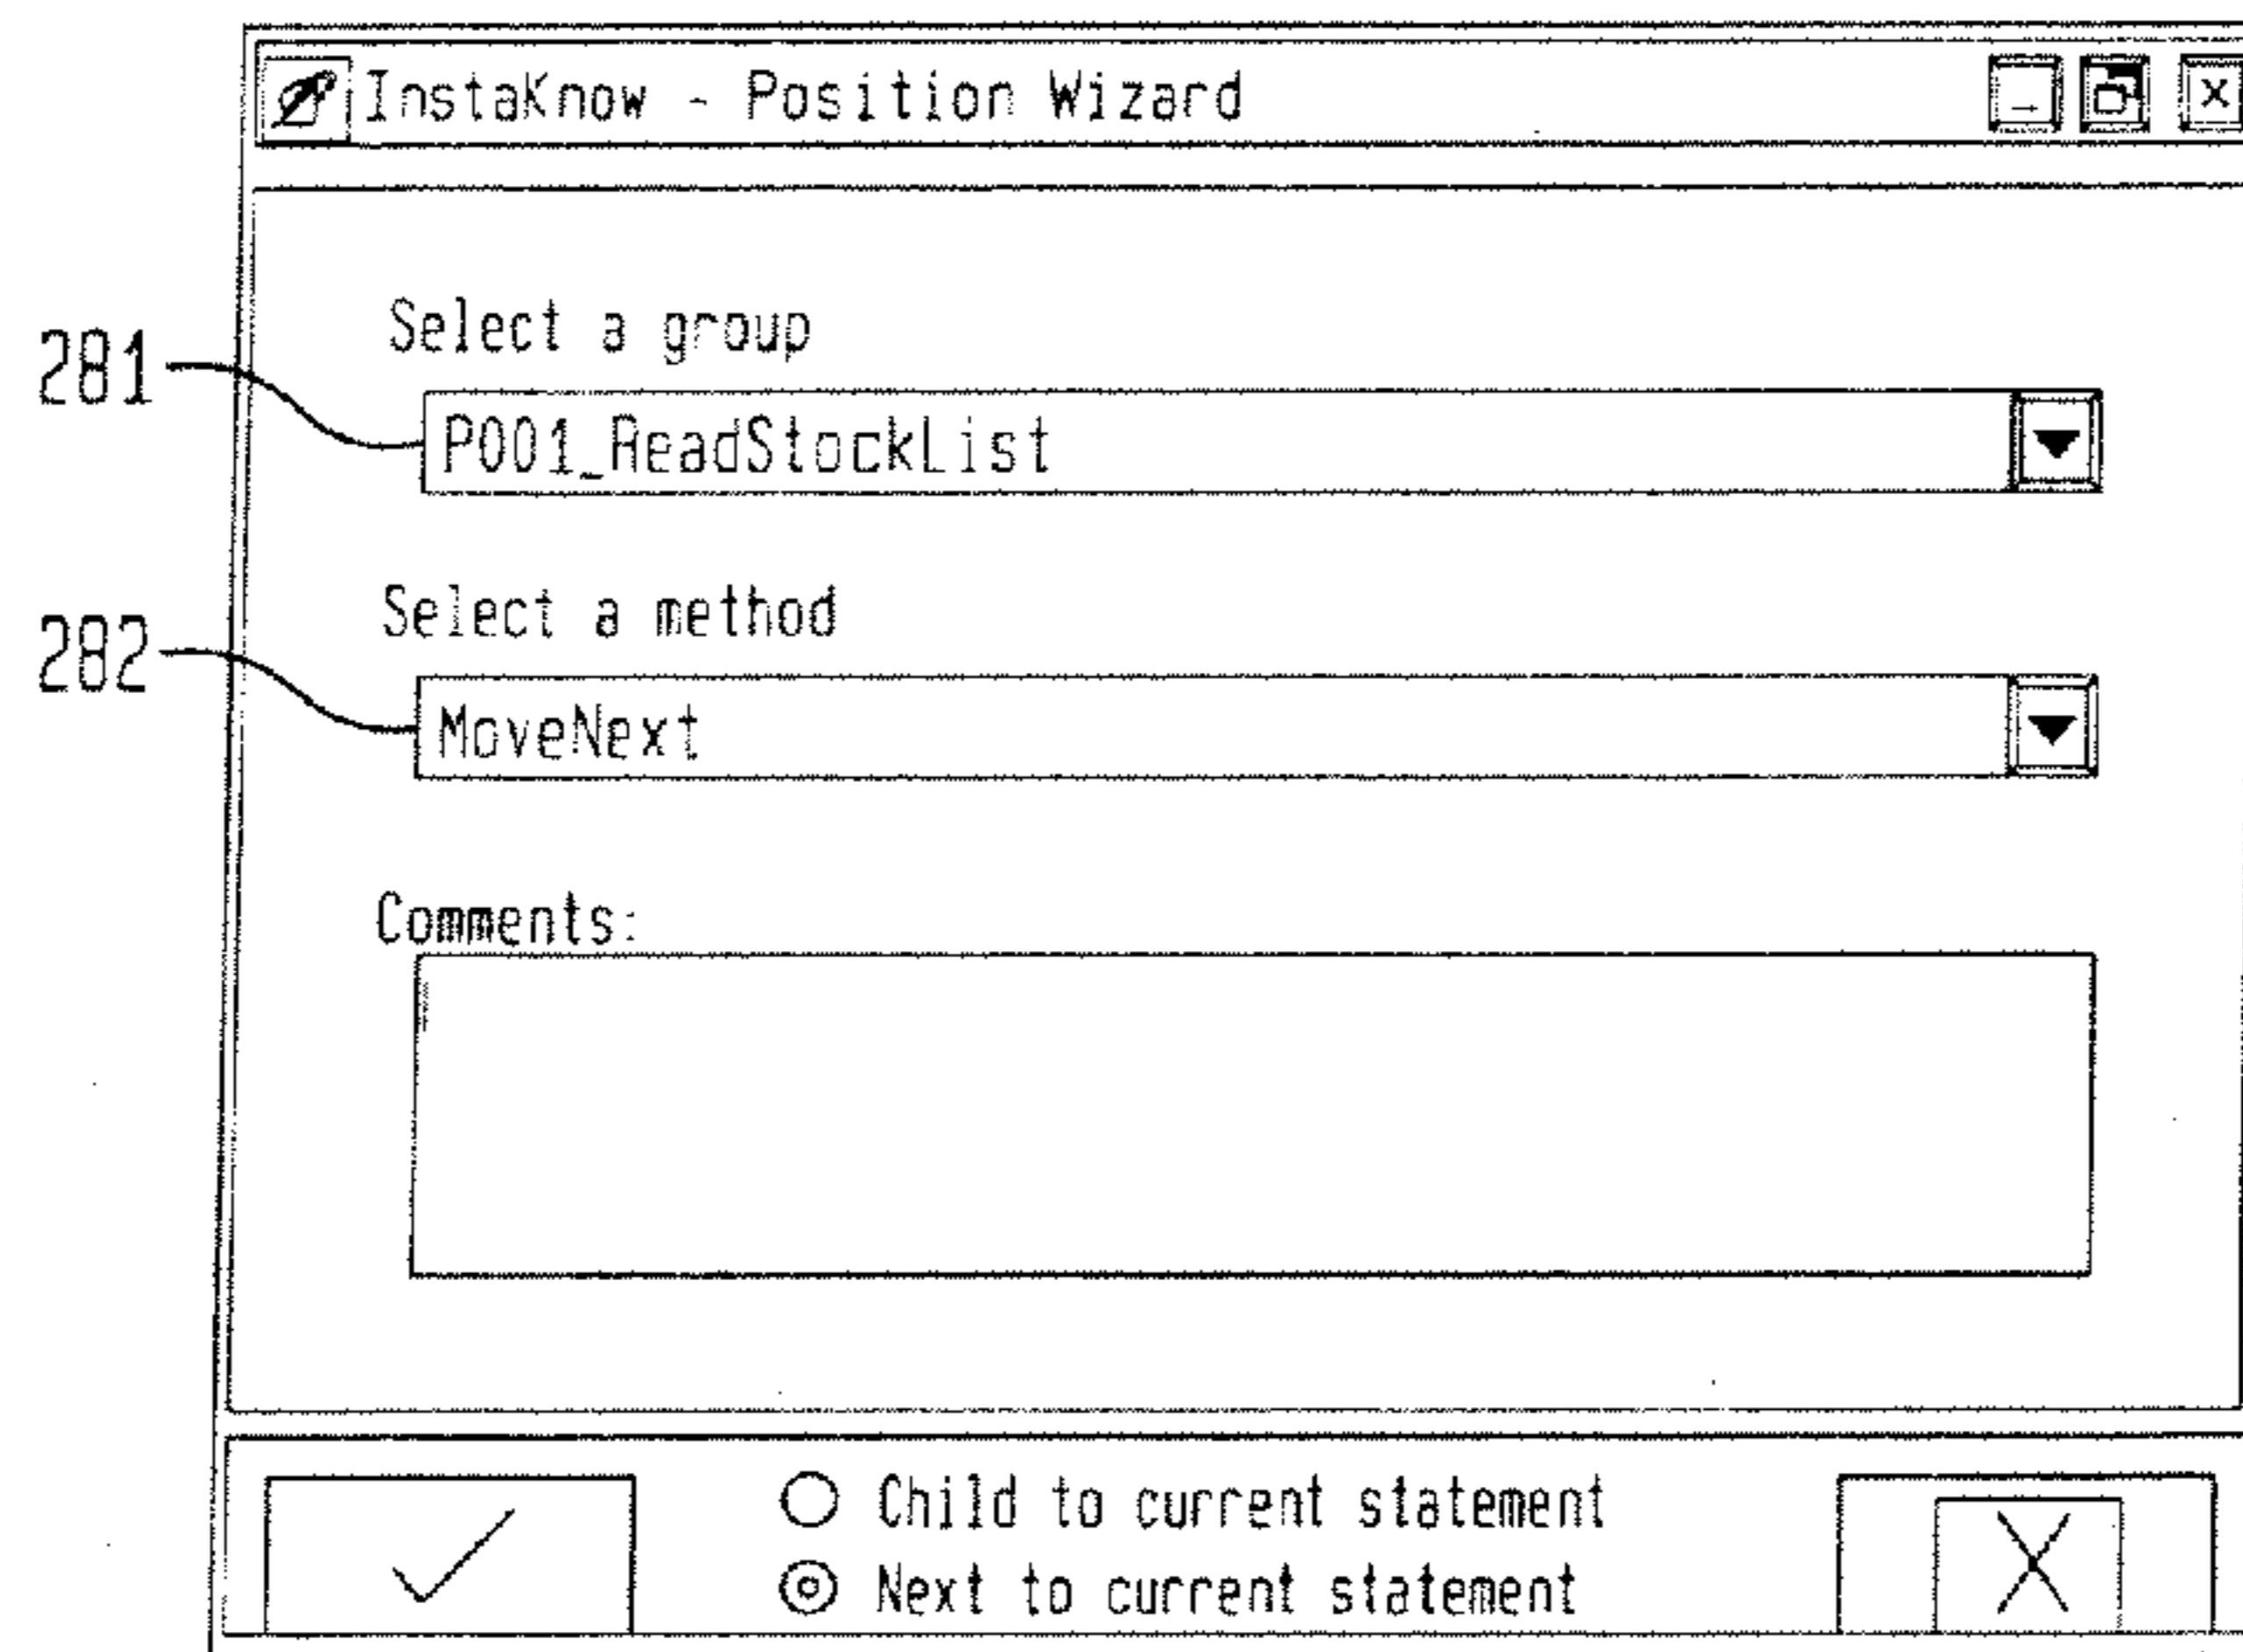 InstaKnow - Position Wizard
Select a group
281
P001_ReadStockList
Select a method
282
MoveNext
Comments:
Child to current statement
Next to current statement